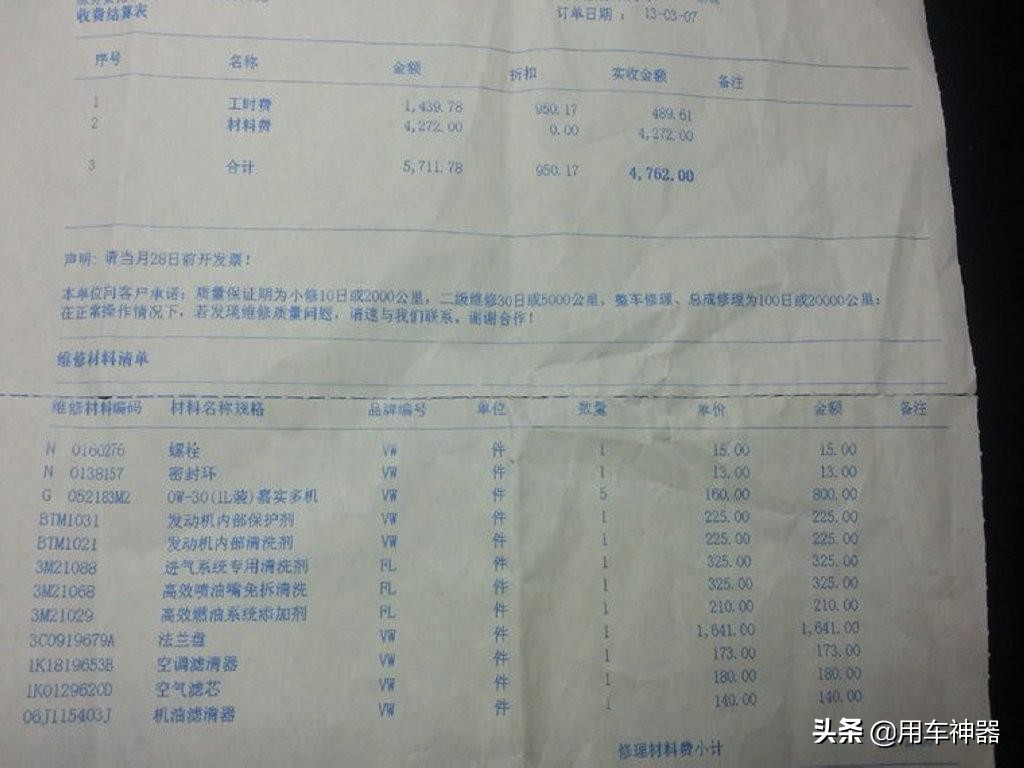 收费结算表
订单日期 : 13-03-07
序号 名称 金额 折扣 实收金额 备注
1 工时费 1,439.78 950.17 489.61
2 材料费 4,272.00 0.00 4,272.00
3 合计 5,711.78 950.17 4,762.00
声明: 请当月28日前开发票!
本单位向客户承诺: 质量保证期为小修10日或2000公里, 二级维修30日或5000公里, 整车修理、总成修理为100日或20000公里;
在正常操作情况下, 若发现维修质量问题, 请速与我们联系, 谢谢合作!
维修材料清单
维修材料编码 材料名称规格 品牌编号 单位 数量 单价 金额 备注
N 0160276 螺栓 VW 件 1 15.00 15.00
N 0138157 密封环 VW 件 1 13.00 13.00
G 052183M2 0W-30(1L装)嘉实多机 VW 件 5 160.00 800.00
BTM1031 发动机内部保护剂 VW 件 1 225.00 225.00
BTM1021 发动机内部清洗剂 VW 件 1 225.00 225.00
3M21088 进气系统专用清洗剂 FL 件 1 325.00 325.00
3M21068 高效喷油嘴免拆清洗 FL 件 1 325.00 325.00
3M21029 高效燃油系统添加剂 FL 件 1 210.00 210.00
3C0919679A 法兰盘 VW 件 1 1,641.00 1,641.00
1K1819653B 空调滤清器 VW 件 1 173.00 173.00
1K0129620D 空气滤芯 VW 件 1 180.00 180.00
06J115403J 机油滤清器 VW 件 1 140.00 140.00
修理材料费小计
头条 @用车神器